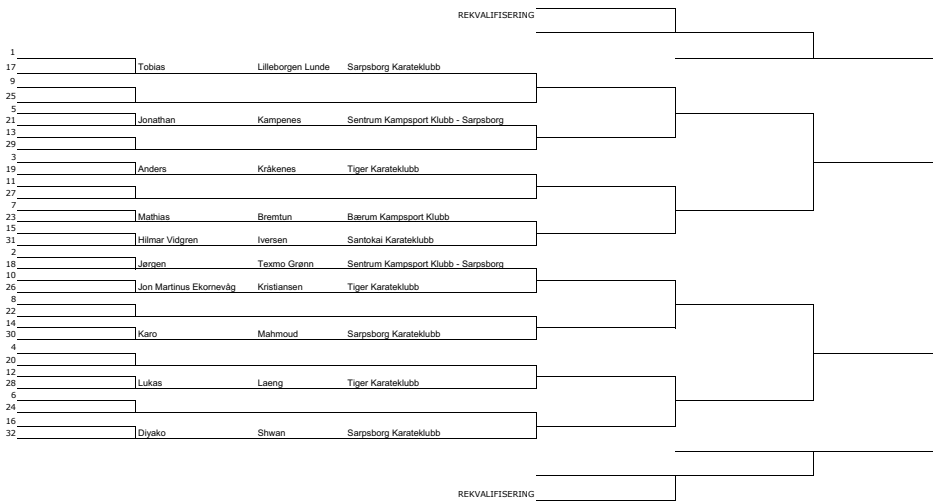 REKVALIFISERING
1
17 Tobias Lilleborgen Lunde Sarpsborg Karateklubb
9
25
5
21 Jonathan Kampenes Sentrum Kampsport Klubb - Sarpsborg
13
29
3
19 Anders Kråkenes Tiger Karateklubb
11
27
7
23 Mathias Bremtun Bærum Kampsport Klubb
15
31 Hilmar Vidgren Iversen Santokai Karateklubb
2
18 Jørgen Texmo Grønn Sentrum Kampsport Klubb - Sarpsborg
10
26 Jon Martinus Ekornevåg Kristiansen Tiger Karateklubb
8
22
14
30 Karo Mahmoud Sarpsborg Karateklubb
4
20
12
28 Lukas Laeng Tiger Karateklubb
6
24
16
32 Diyako Shwan Sarpsborg Karateklubb
REKVALIFISERING